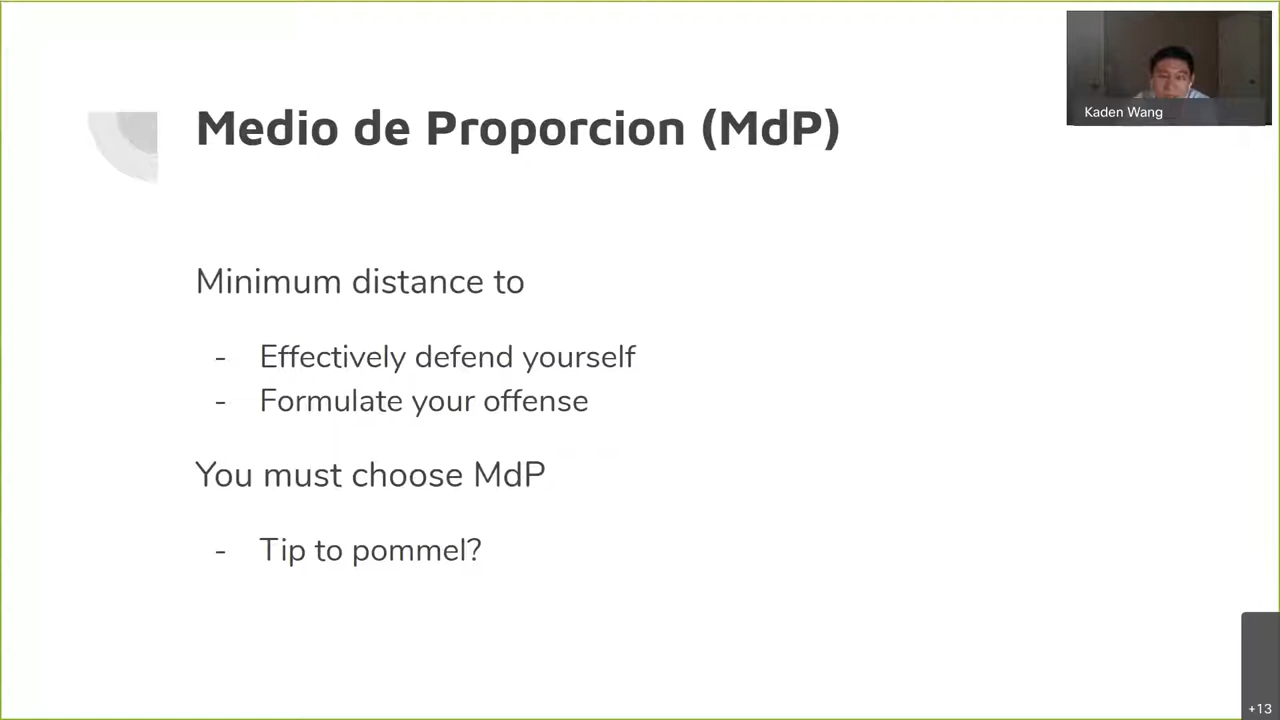 Medio de Proporcion (MdP)
Kaden Wang
Minimum distance to
- Effectively defend yourself
- Formulate your offense
You must choose MdP
- Tip to pommel?
+13